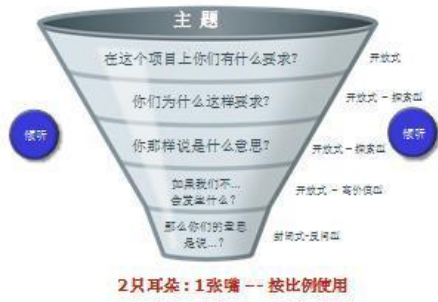 主 题
在这个项目上你们有什么要求?
开放式
你们为什么这样要求?
开放式 – 探索型
倾听
倾听
你那样说是什么意思?
开放式 – 探索型
如果我们不...
会发生什么?
开放式 – 高价值型
那么你们的意思
是说...?
封闭式-反问型
2只耳朵:1张嘴 -- 按比例使用